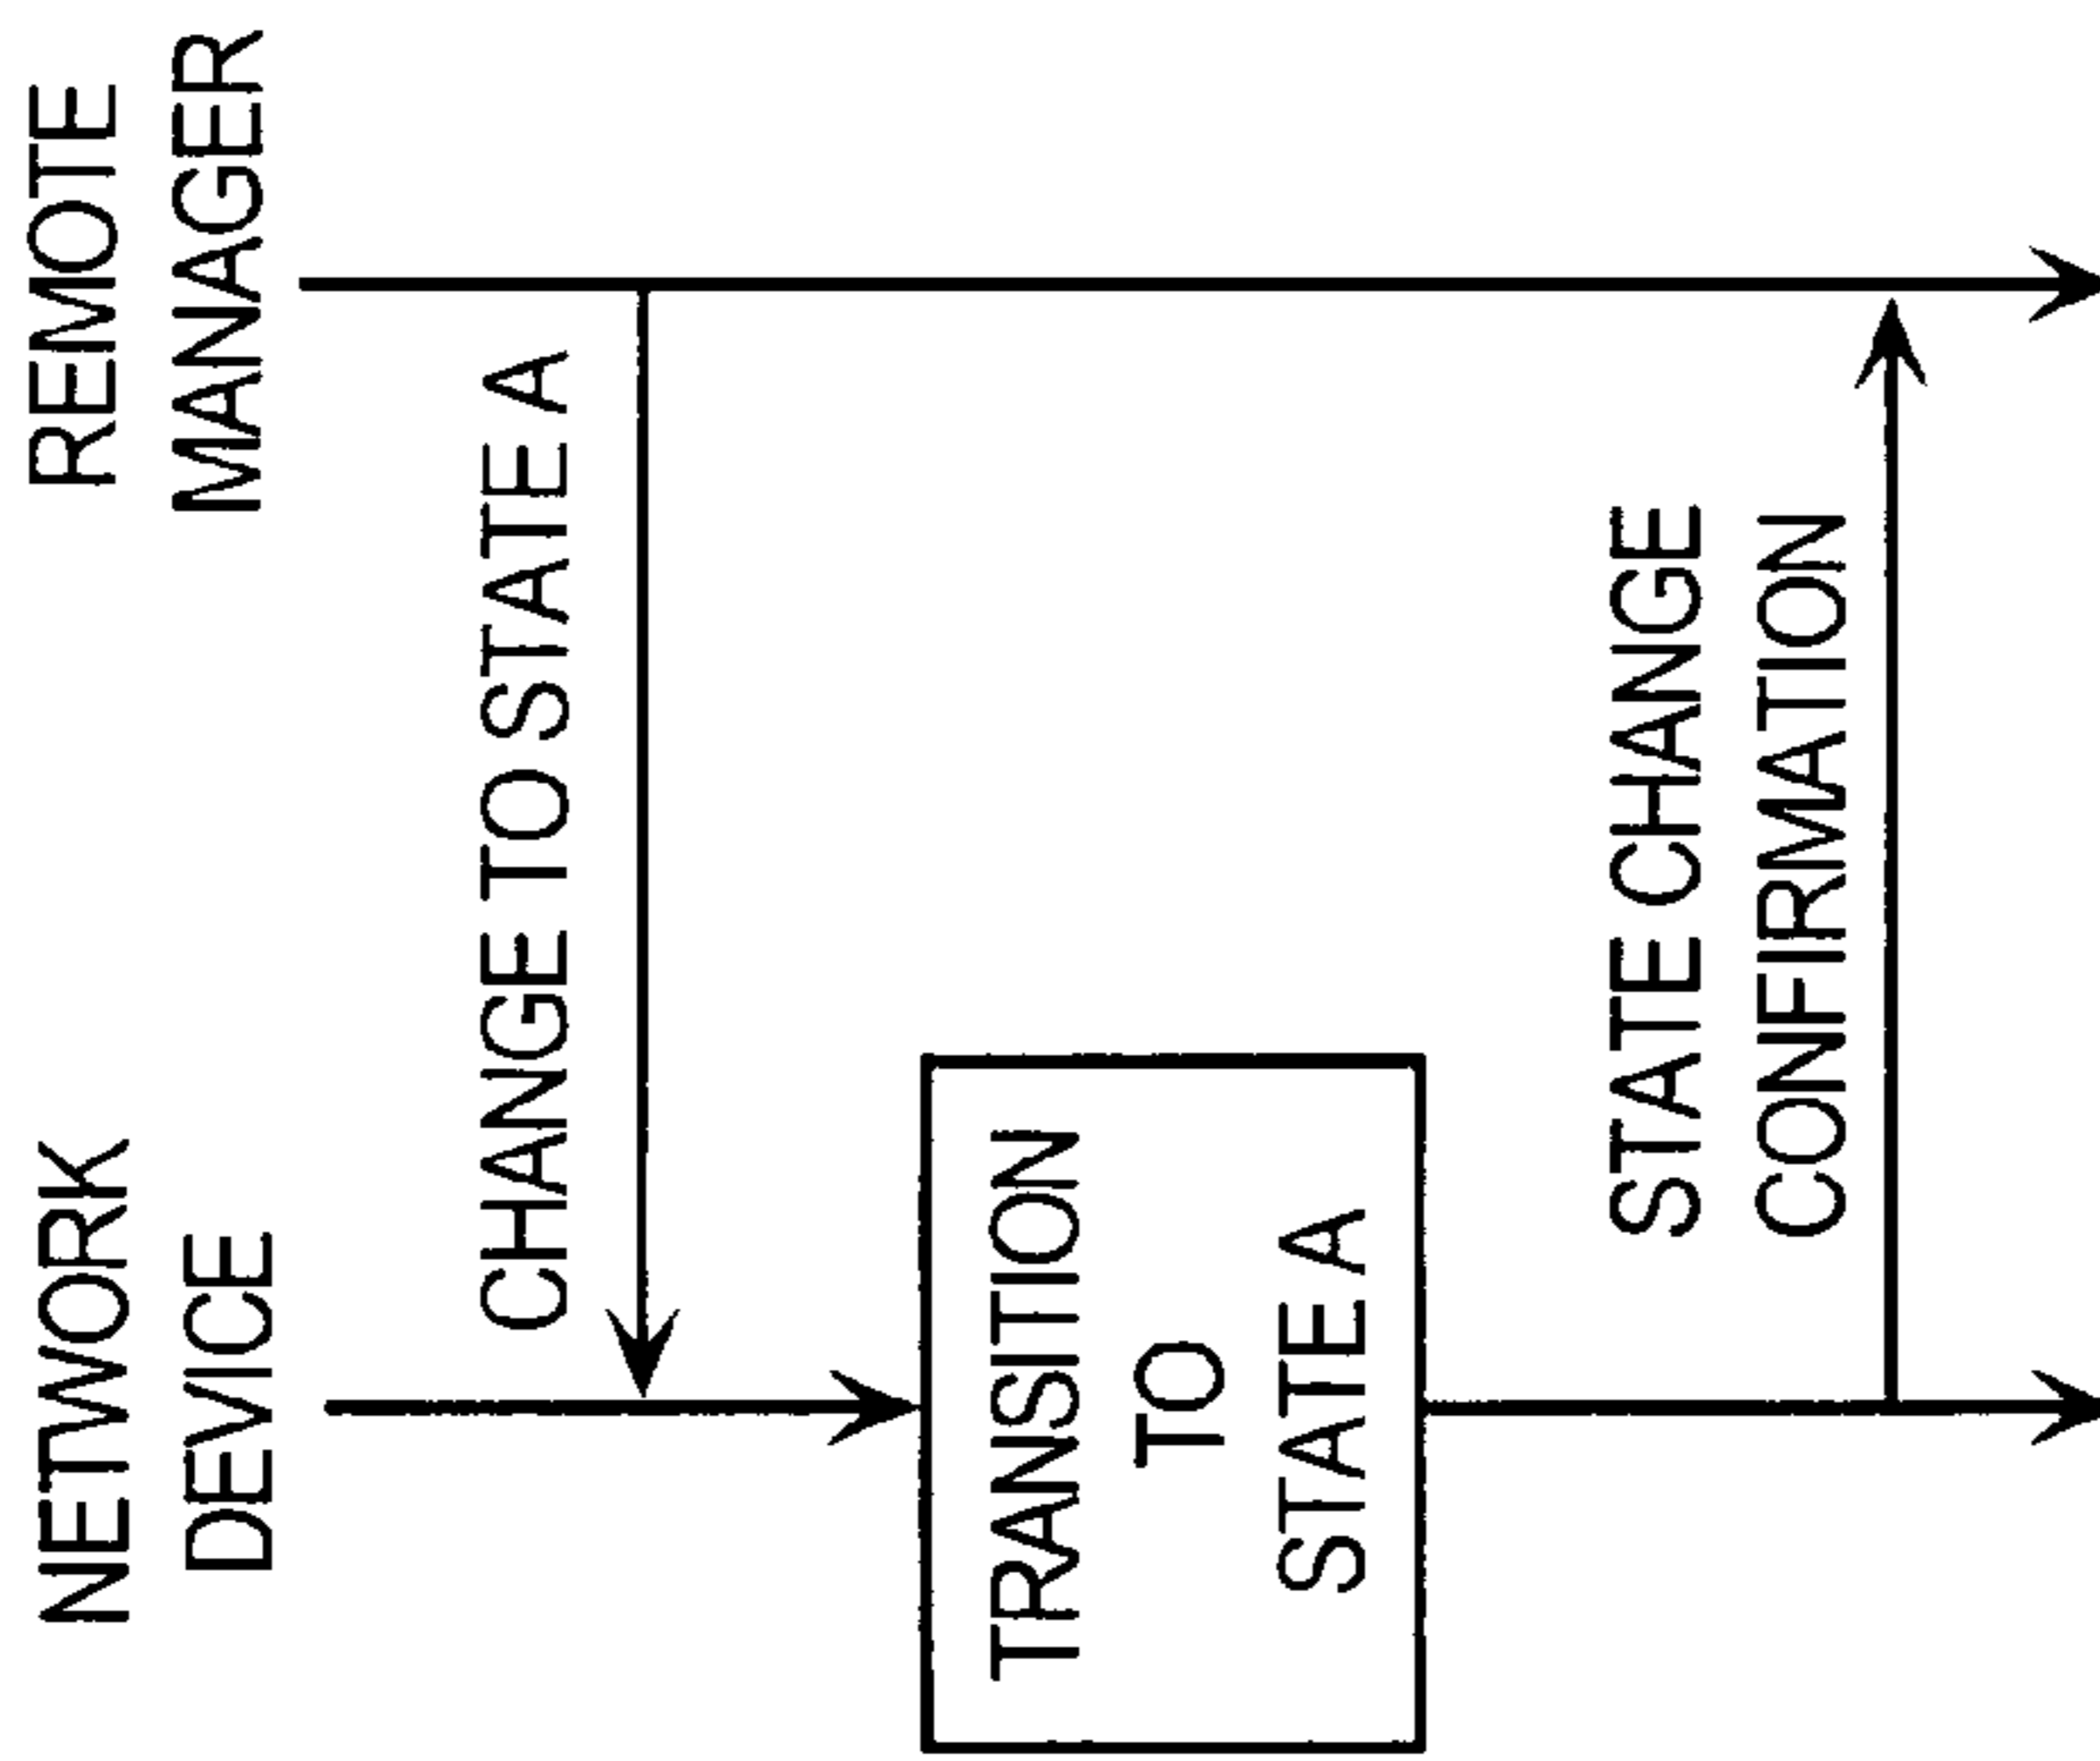 NETWORK
DEVICE
REMOTE
MANAGER
CHANGE TO STATE A
TRANSITION
TO
STATE A
STATE CHANGE
CONFIRMATION